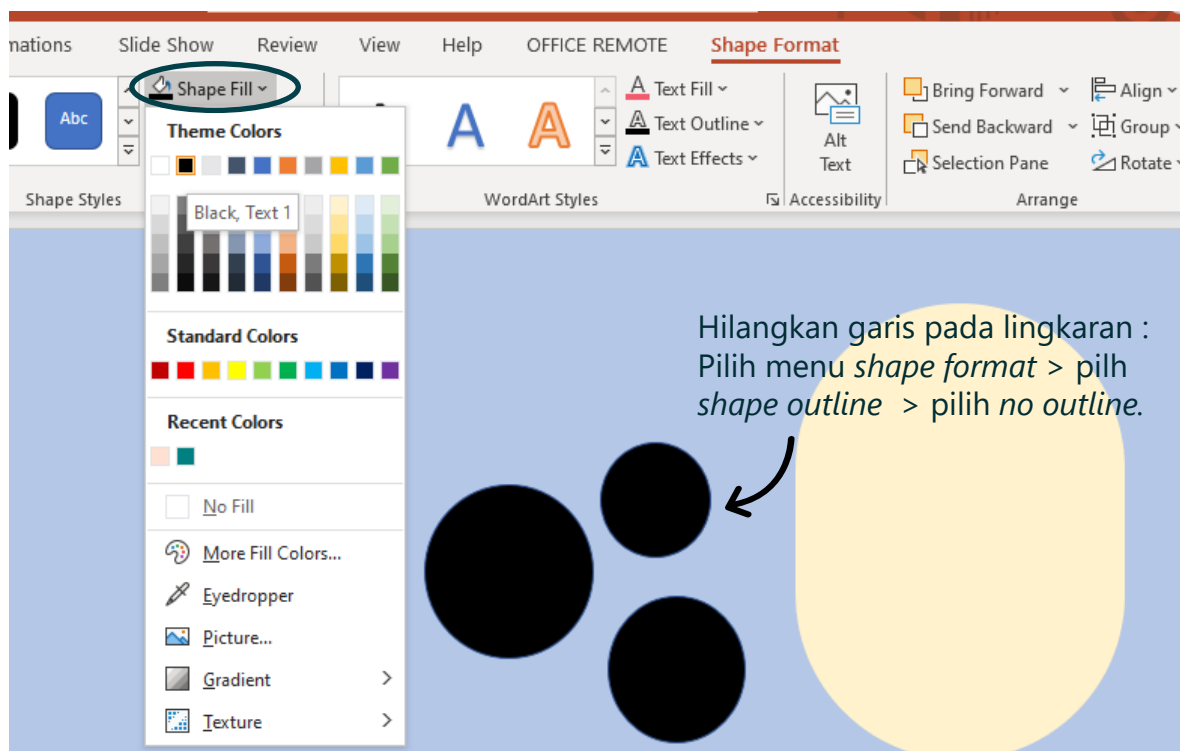 Slide Show Review View Help OFFICE REMOTE Shape Format
Shape Fill
Abc
Theme Colors
Black, Text 1
Standard Colors
Recent Colors
No Fill
More Fill Colors...
Eyedropper
Picture...
Gradient
Texture
Shape Styles
A A
Text Fill
Text Outline
Text Effects
WordArt Styles
Alt
Text
Accessibility
Bring Forward
Send Backward
Selection Pane
Align
Group
Rotate
Arrange
Hilangkan garis pada lingkaran :
Pilih menu shape format > pilh
shape outline > pilih no outline.